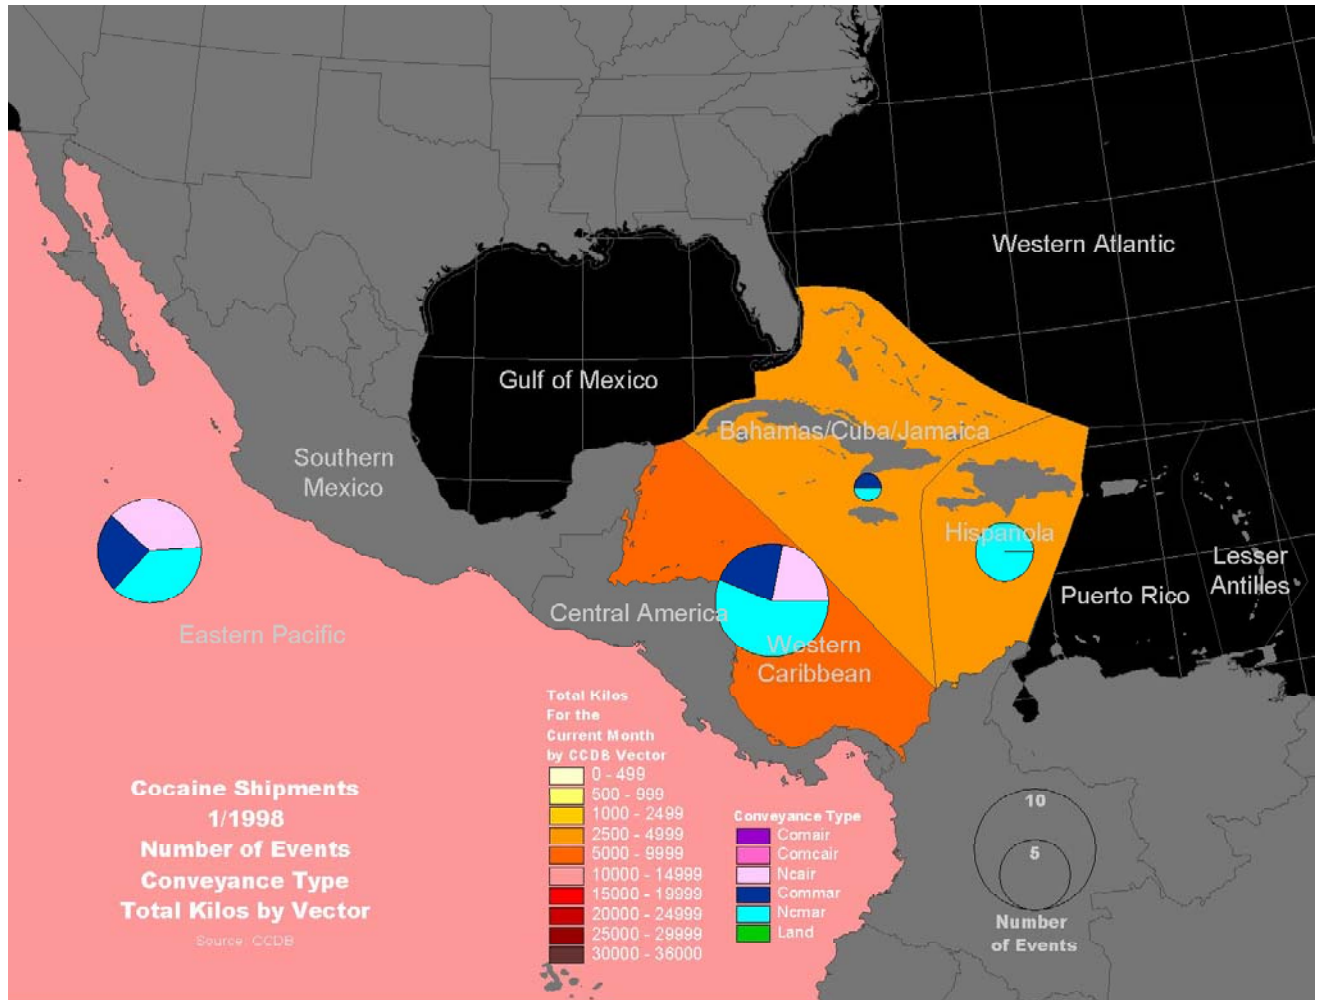 Western Atlantic
Gulf of Mexico
Bahamas/Cuba/Jamaica
Southern
Mexico
Hispanola
Lesser
Antilles
Puerto Rico
Central America
Eastern Pacific
Western
Caribbean
Total Kilos
For the
Current Month
by CCDB Vector
0 - 499
500 - 999
1000 - 2499
2500 - 4999
5000 - 9999
10000 - 14999
15000 - 19999
20000 - 24999
25000 - 29999
30000 - 36000
Cocaine Shipments
1/1998
Number of Events
Conveyance Type
Total Kilos by Vector
Source: CCDB
Conveyance Type
Comair
Comcair
Ncair
Commar
Ncmar
Land
10
5
Number
of Events